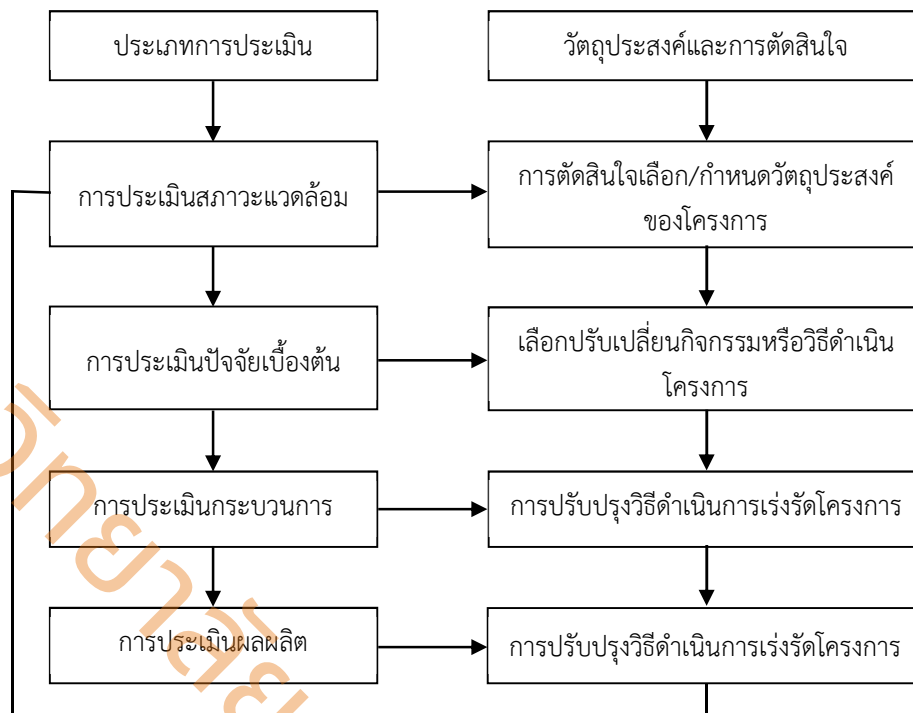 ประเภทการประเมิน
วัตถุประสงค์และการตัดสินใจ
การประเมินสภาวะแวดล้อม
การตัดสินใจเลือก/กำหนดวัตถุประสงค์
ของโครงการ
การประเมินปัจจัยเบื้องต้น
เลือกปรับเปลี่ยนกิจกรรมหรือวิธีดำเนิน
โครงการ
การประเมินกระบวนการ
การปรับปรุงวิธีดำเนินการเร่งรัดโครงการ
การประเมินผลผลิต
การปรับปรุงวิธีดำเนินการเร่งรัดโครงการ
วิทยาลัย